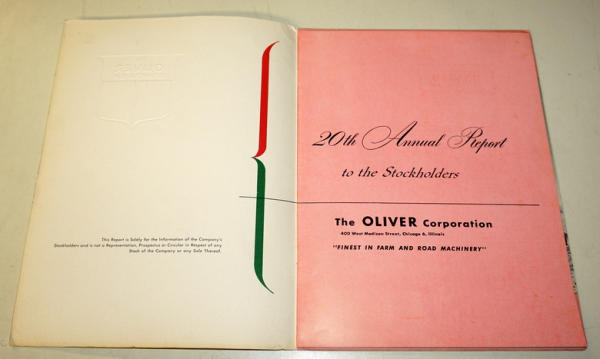 This Report is Solely for the Information of the Company's
Stockholders and is not a Representation, Prospectus or Circular in Respect of any
Stock of the Company or any Sale Thereof.
20th Annual Report
to the Stockholders
The OLIVER Corporation
400 West Madison Street, Chicago 6, Illinois
"FINEST IN FARM AND ROAD MACHINERY"